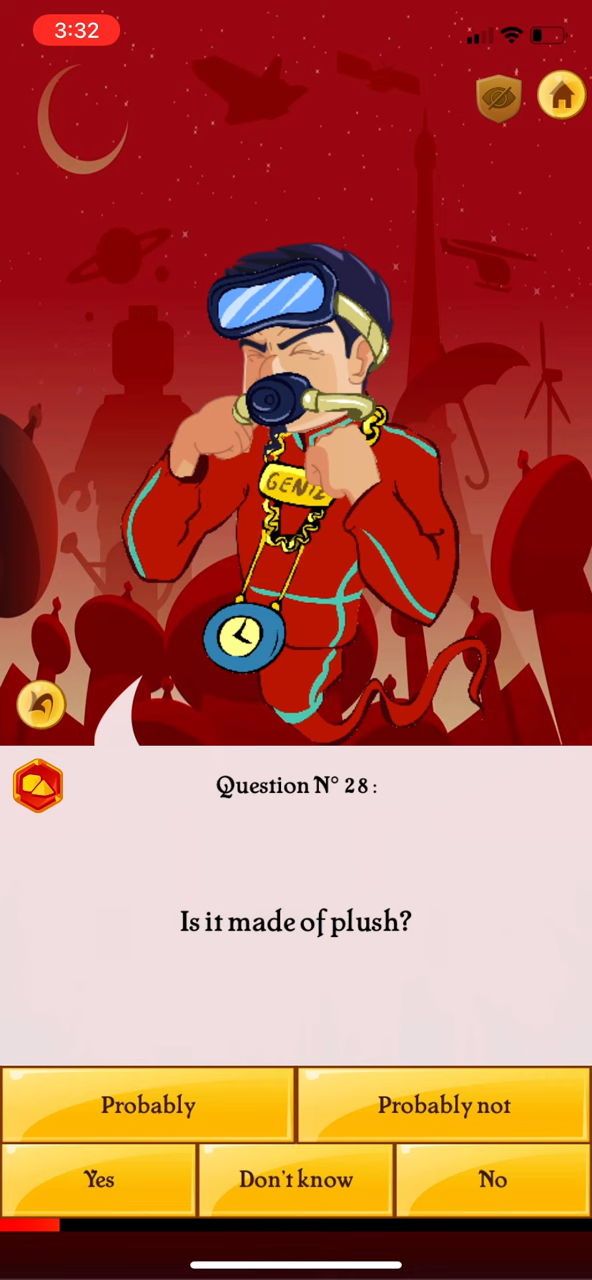 3:32
GENIE
Question N° 28 :
Is it made of plush?
Probably
Probably not
Yes
Don't know
No